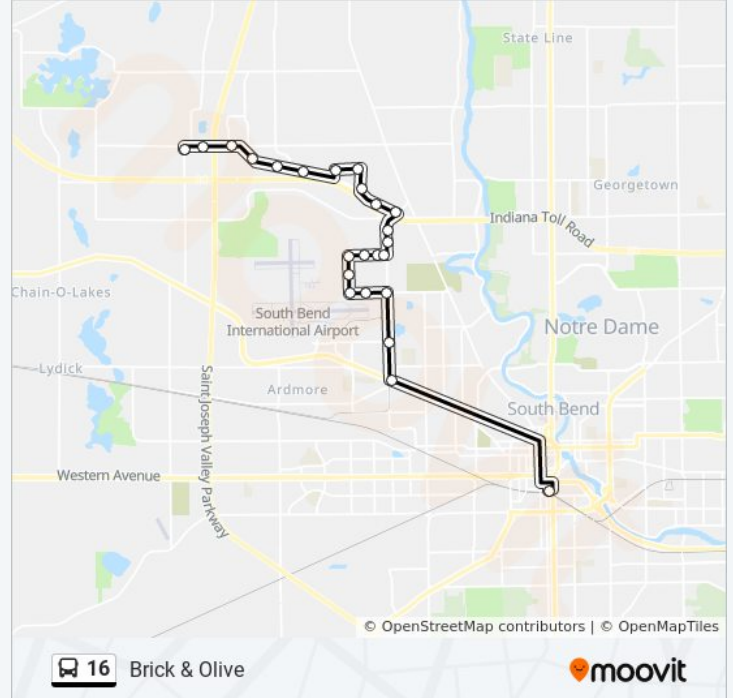 State Line
Georgetown
Indiana Toll Road
Chain-O-Lakes
South Bend
International Airport
Notre Dame
Lydick
Ardmore
South Bend
Saint Joseph Valley Parkway
Western Avenue
© OpenStreetMap contributors | © OpenMapTiles
16 Brick & Olive
moovit